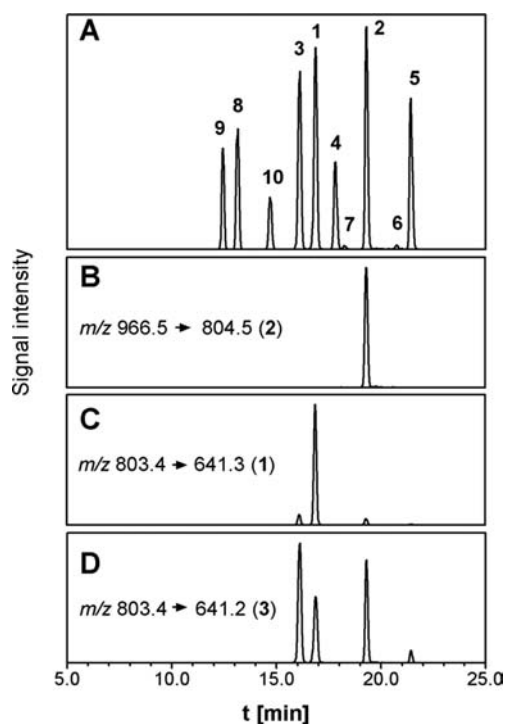 A
1
2
3
5
8
9
4
10
7
6
B
m/z 966.5 → 804.5 (2)
Signal intensity
C
m/z 803.4 → 641.3 (1)
D
m/z 803.4 → 641.2 (3)
5.0 10.0 15.0 20.0 25.0
t [min]